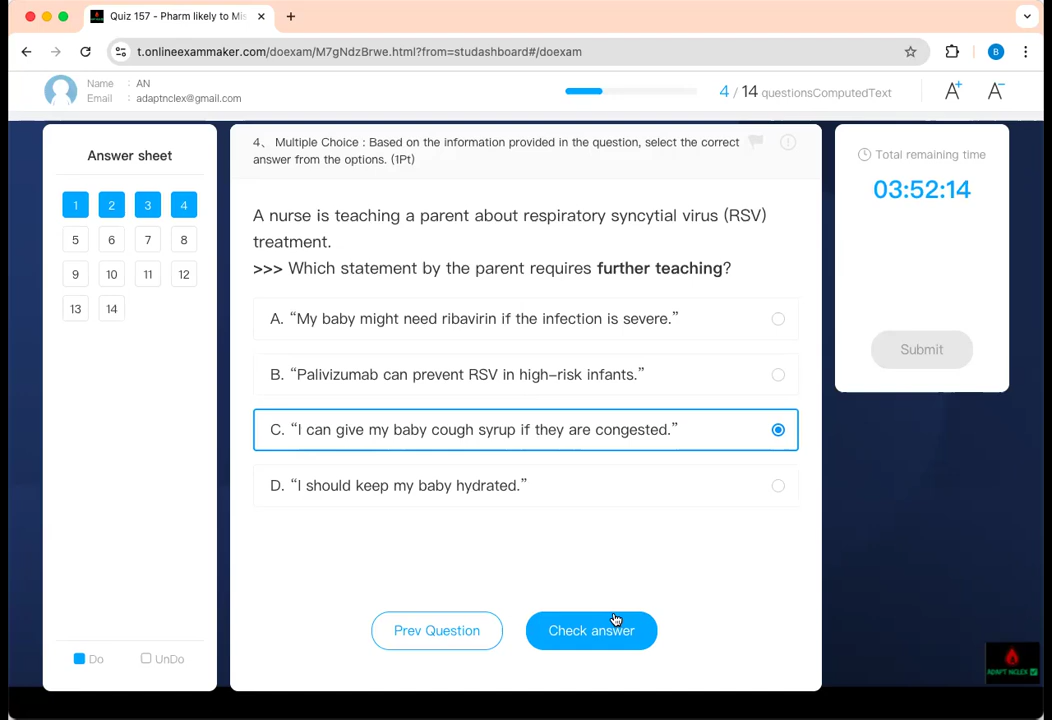 Quiz 157 - Pharm likely to Mis
t.onlineexammaker.com/doexam/M7gNdzBrwe.html?from=studashboard#/doexam
B
Name : AN
Email : adaptnclex@gmail.com
4 / 14 questionsComputedText
A+ A-
Answer sheet
1 2 3 4
5 6 7 8
9 10 11 12
13 14
Do UnDo
4、 Multiple Choice : Based on the information provided in the question, select the correct
answer from the options. (1Pt)
A nurse is teaching a parent about respiratory syncytial virus (RSV)
treatment.
>>> Which statement by the parent requires further teaching?
A. “My baby might need ribavirin if the infection is severe.”
B. “Palivizumab can prevent RSV in high-risk infants.”
C. “I can give my baby cough syrup if they are congested.”
D. “I should keep my baby hydrated.”
Prev Question
Check answer
Total remaining time
03:52:14
Submit
ADAPT NCLEX